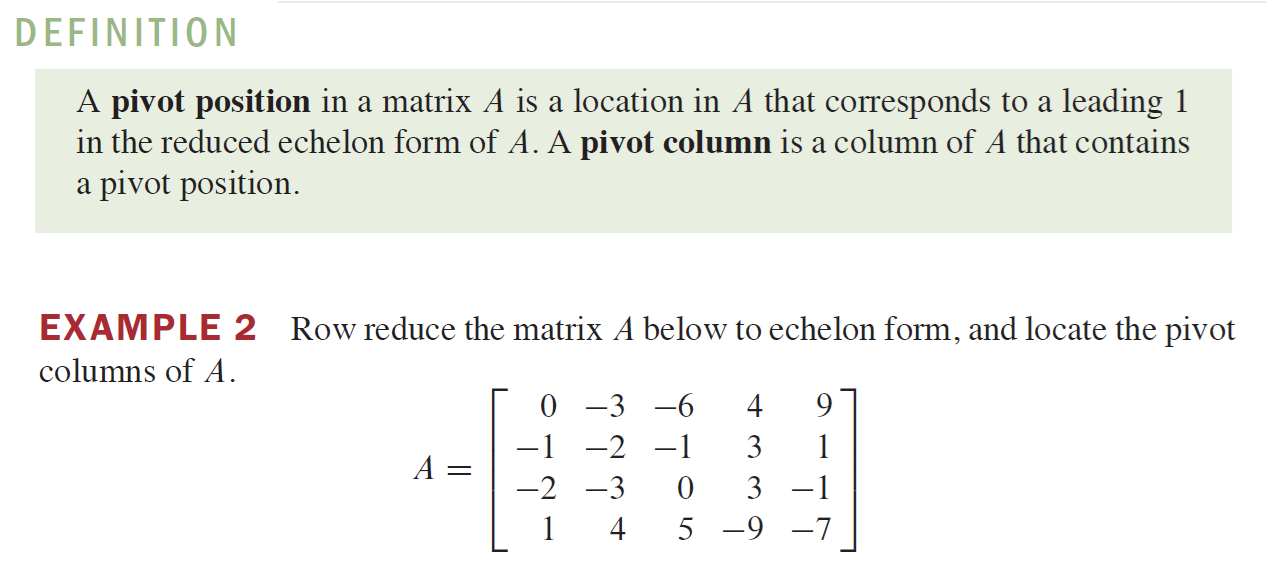 DEFINITION
A pivot position in a matrix A is a location in A that corresponds to a leading 1
in the reduced echelon form of A. A pivot column is a column of A that contains
a pivot position.
EXAMPLE 2 Row reduce the matrix A below to echelon form, and locate the pivot
columns of A.
A =
0 −3 −6 4 9
−1 −2 −1 3 1
−2 −3 0 3 −1
1 4 5 −9 −7